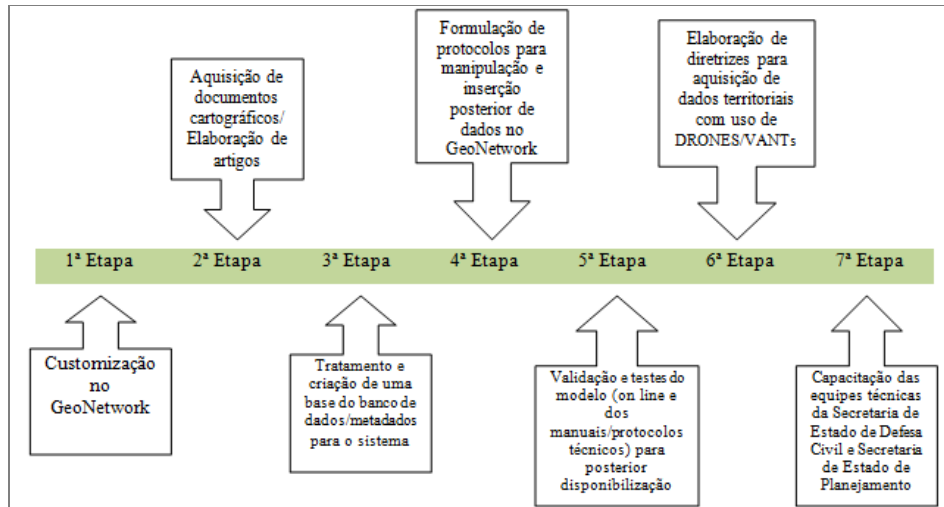 Aquisição de
documentos
cartográficos/
Elaboração de
artigos
Formulação de
protocolos para
manipulação e
inserção
posterior de
dados no
GeoNetwork
Elaboração de
diretrizes para
aquisição de
dados territoriais
com uso de
DRONES/VANTs
1ª Etapa 2ª Etapa 3ª Etapa 4ª Etapa 5ª Etapa 6ª Etapa 7ª Etapa
Customização
no
GeoNetwork
Tratamento e
criação de uma
base do banco de
dados/metadados
para o sistema
Validação e testes do
modelo (on line e
dos
manuais/protocolos
técnicos) para
posterior
disponibilização
Capacitação das
equipes técnicas
da Secretaria de
Estado de Defesa
Civil e Secretaria
de Estado de
Planejamento